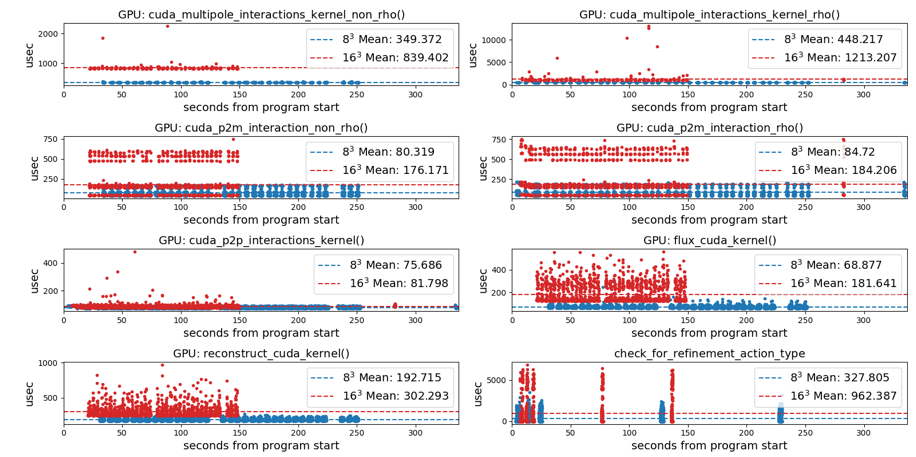 GPU: cuda_multipole_interactions_kernel_non_rho()
usec
2000
1000
8³ Mean: 349.372
16³ Mean: 839.402
0 50 100 150 200 250 300
seconds from program start
GPU: cuda_multipole_interactions_kernel_rho()
usec
10000
5000
0
8³ Mean: 448.217
16³ Mean: 1213.207
0 50 100 150 200 250 300
seconds from program start
GPU: cuda_p2m_interaction_non_rho()
usec
750
500
250
8³ Mean: 80.319
16³ Mean: 176.171
0 50 100 150 200 250 300
seconds from program start
GPU: cuda_p2m_interaction_rho()
usec
750
500
250
8³ Mean: 84.72
16³ Mean: 184.206
0 50 100 150 200 250 300
seconds from program start
GPU: cuda_p2p_interactions_kernel()
usec
400
200
8³ Mean: 75.686
16³ Mean: 81.798
0 50 100 150 200 250 300
seconds from program start
GPU: flux_cuda_kernel()
usec
400
200
8³ Mean: 68.877
16³ Mean: 181.641
0 50 100 150 200 250 300
seconds from program start
GPU: reconstruct_cuda_kernel()
usec
1000
500
8³ Mean: 192.715
16³ Mean: 302.293
0 50 100 150 200 250 300
seconds from program start
check_for_refinement_action_type
usec
5000
0
8³ Mean: 327.805
16³ Mean: 962.387
0 50 100 150 200 250 300
seconds from program start